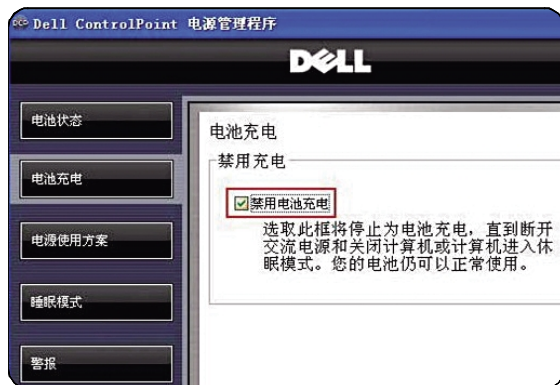 Dell ControlPoint 电源管理程序
DELL
电池状态
电池充电
电源使用方案
睡眠模式
警报
电池充电
禁用充电
禁用电池充电
选取此框将停止为电池充电，直到断开
交流电源和关闭计算机或计算机进入休
眠模式。您的电池仍可以正常使用。